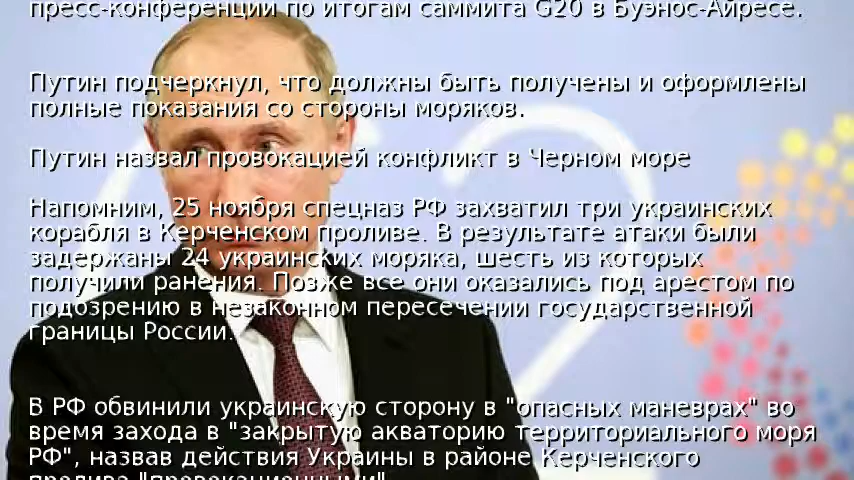 пресс-конференции по итогам саммита G20 в Буэнос-Айресе.
Путин подчеркнул, что должны быть получены и оформлены
полные показания со стороны моряков.
Путин назвал провокацией конфликт в Черном море
Напомним, 25 ноября спецназ РФ захватил три украинских
корабля в Керченском проливе. В результате атаки были
задержаны 24 украинских моряка, шесть из которых
получили ранения. Позже все они оказались под арестом по
подозрению в незаконном пересечении государственной
границы России.
В РФ обвинили украинскую сторону в "опасных маневрах" во
время захода в "закрытую акваторию территориального моря
РФ", назвав действия Украины в районе Керченского
пролива "провокационными"